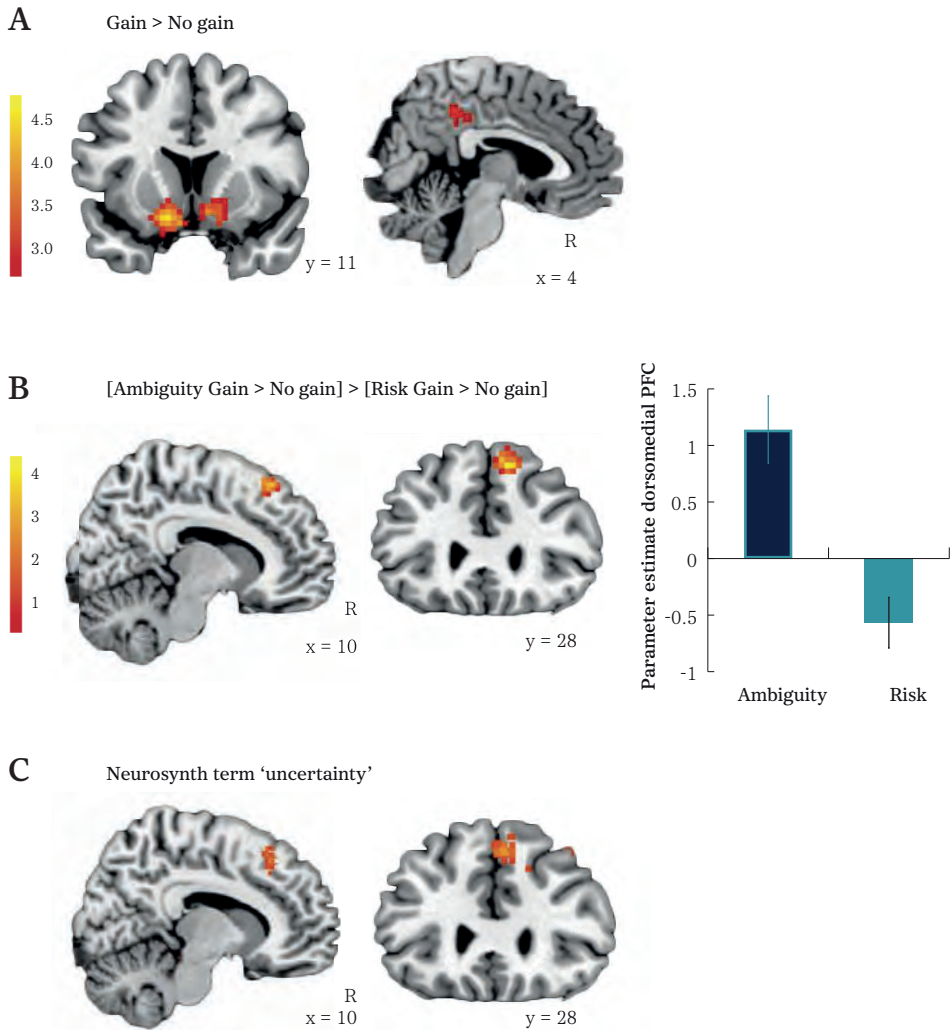 A
Gain > No gain
4.5
4.0
3.5
3.0
y = 11
R
x = 4
B
[Ambiguity Gain > No gain] > [Risk Gain > No gain]
4
3
2
1
R
x = 10
y = 28
Parameter estimate dorsomedial PFC
1.5
1
0.5
0
-0.5
-1
Ambiguity
Risk
C
Neurosynth term ‘uncertainty’
R
x = 10
y = 28